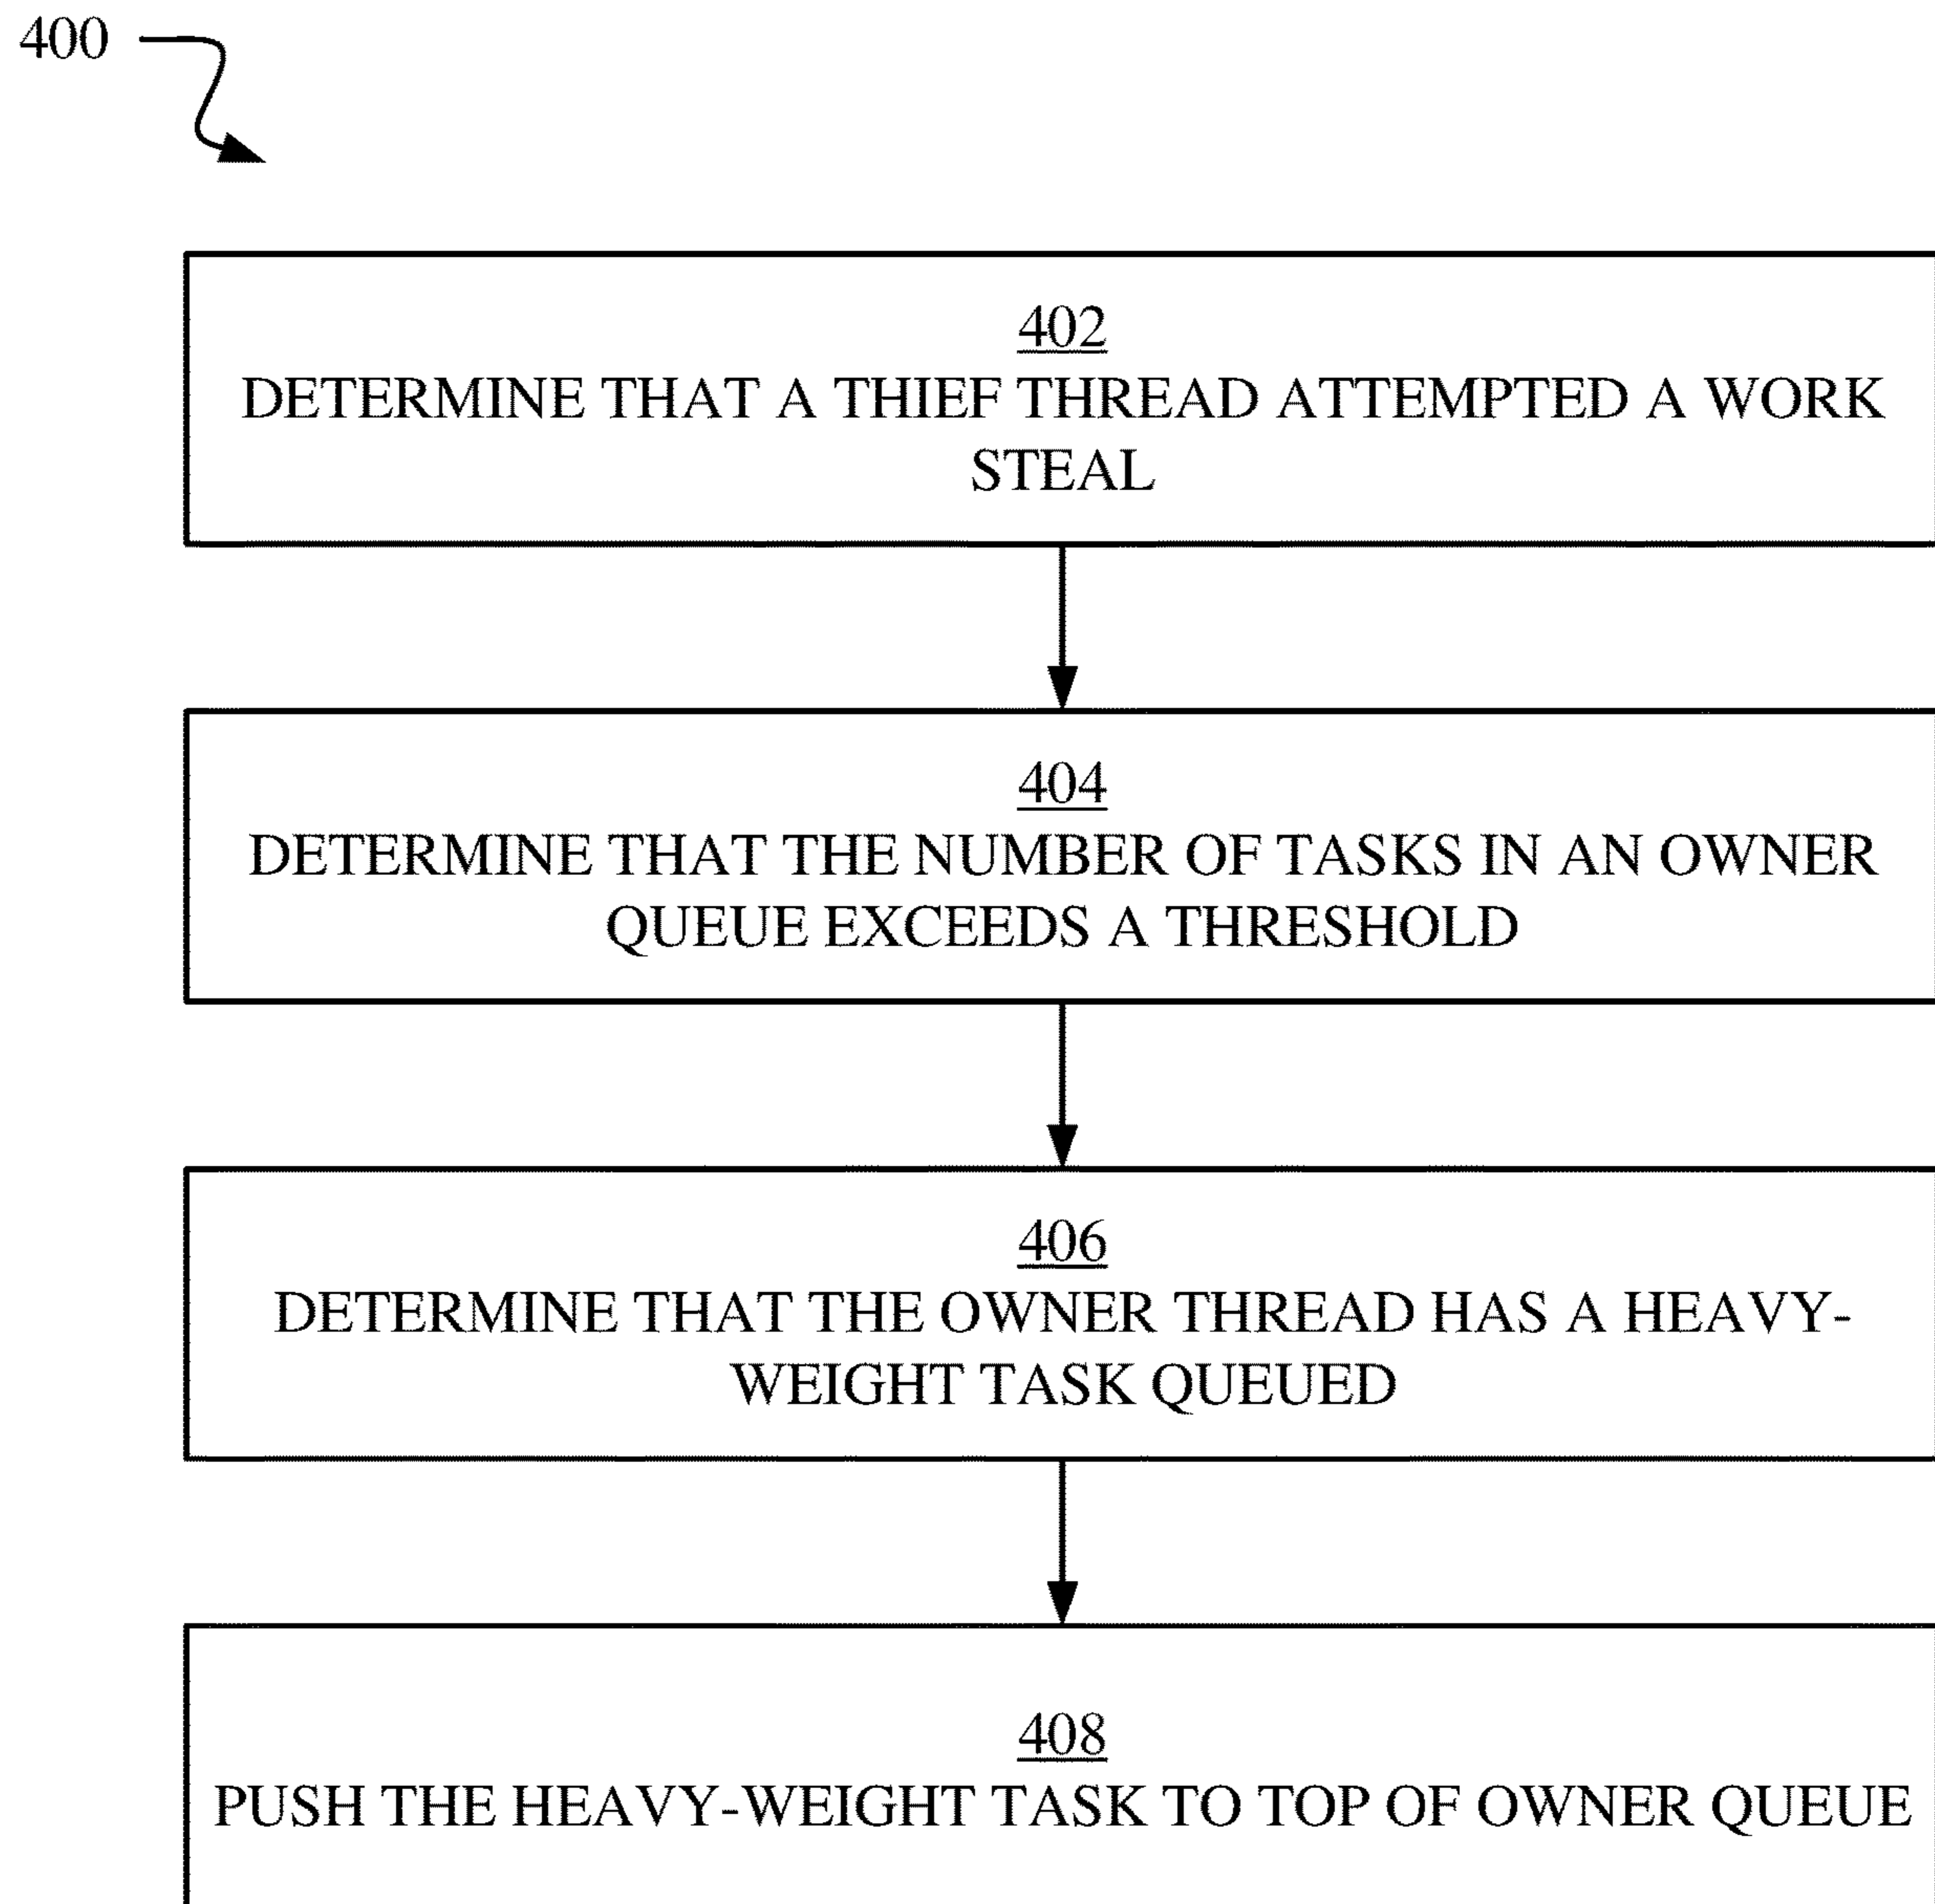 400
402
DETERMINE THAT A THIEF THREAD ATTEMPTED A WORK
STEAL
404
DETERMINE THAT THE NUMBER OF TASKS IN AN OWNER
QUEUE EXCEEDS A THRESHOLD
406
DETERMINE THAT THE OWNER THREAD HAS A HEAVY-
WEIGHT TASK QUEUED
408
PUSH THE HEAVY-WEIGHT TASK TO TOP OF OWNER QUEUE